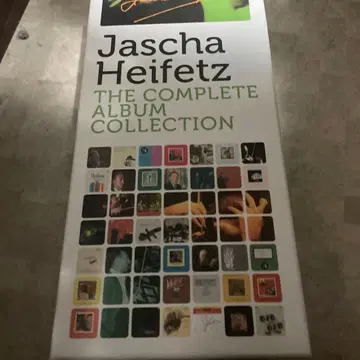 Jascha
Heifetz
THE COMPLETE
ALBUM
COLLECTION